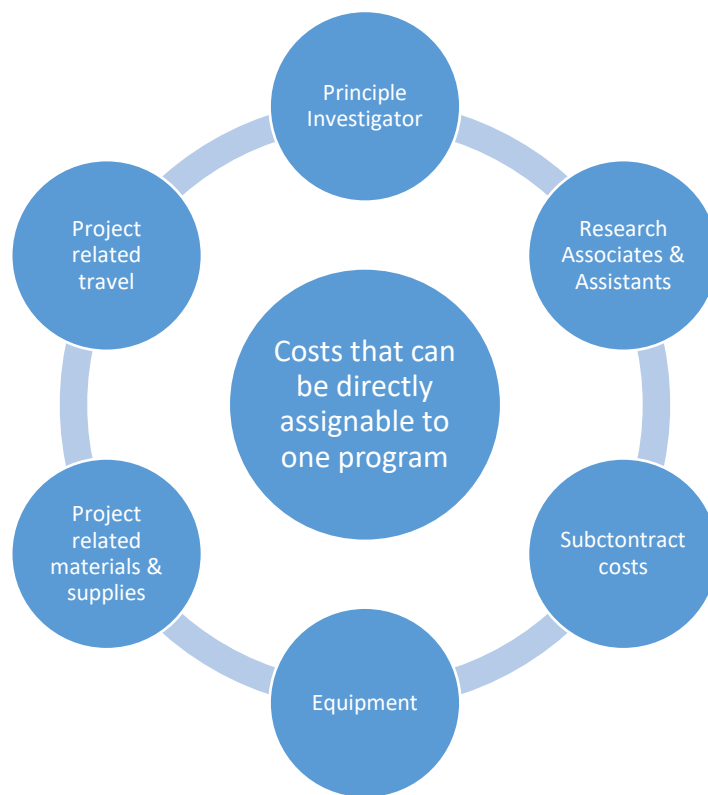 Principle
Investigator
Research
Associates &
Assistants
Subctontract
costs
Equipment
Project
related
materials &
supplies
Project
related
travel
Costs that can
be directly
assignable to
one program